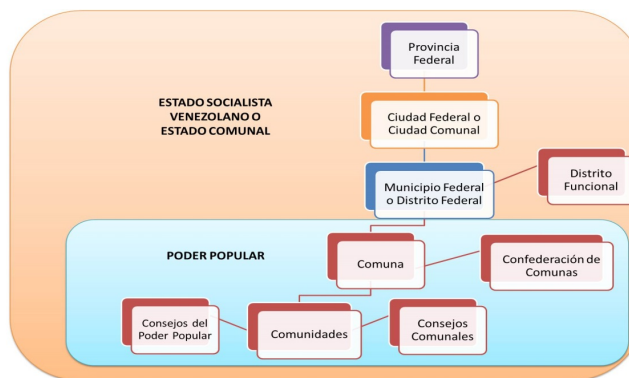 Provincia
Federal
ESTADO SOCIALISTA
VENEZOLANO O
ESTADO COMUNAL
Ciudad Federal o
Ciudad Comunal
Municipio Federal
o Distrito Federal
Distrito
Funcional
PODER POPULAR
Comuna
Confederación de
Comunas
Consejos del
Poder Popular
Comunidades
Consejos
Comunales